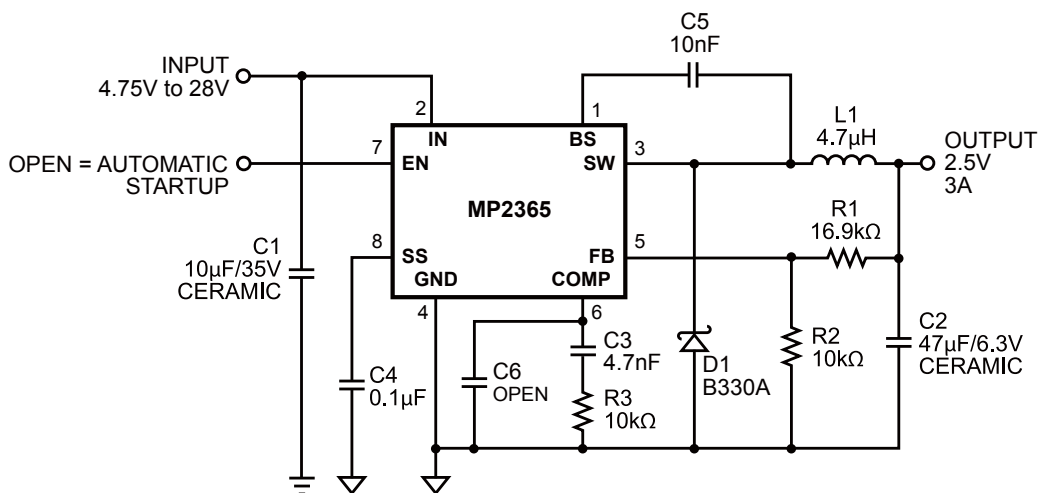 C5
10nF
INPUT
4.75V to 28V
2
1
IN
BS
L1
4.7µH
OUTPUT
2.5V
3A
OPEN = AUTOMATIC
STARTUP
7
EN
SW
3
MP2365
R1
16.9kΩ
C1
10µF/35V
CERAMIC
8
SS
FB
5
GND
COMP
4
6
C4
0.1µF
C6
OPEN
C3
4.7nF
R3
10kΩ
D1
B330A
R2
10kΩ
C2
47µF/6.3V
CERAMIC